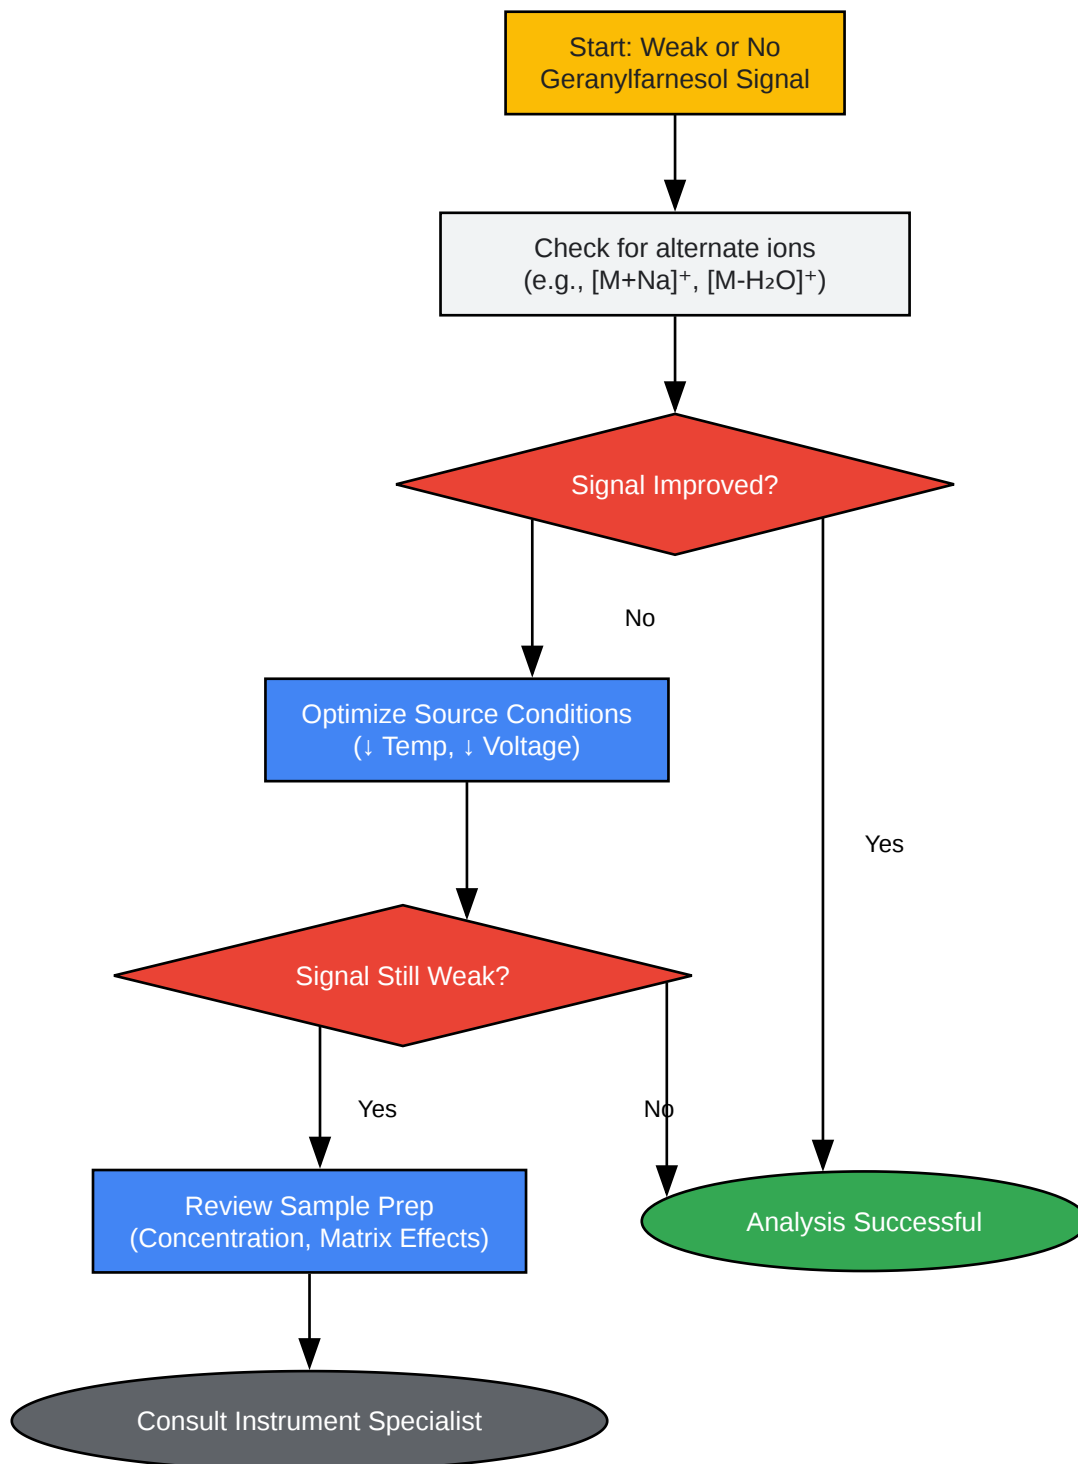 Start: Weak or No
Geranylfarnesol Signal
Check for alternate ions
(e.g., [M+Na]⁺, [M-H₂O]⁺)
Signal Improved?
No
Optimize Source Conditions
(↓ Temp, ↓ Voltage)
Yes
Signal Still Weak?
Yes
No
Review Sample Prep
(Concentration, Matrix Effects)
Analysis Successful
Consult Instrument Specialist